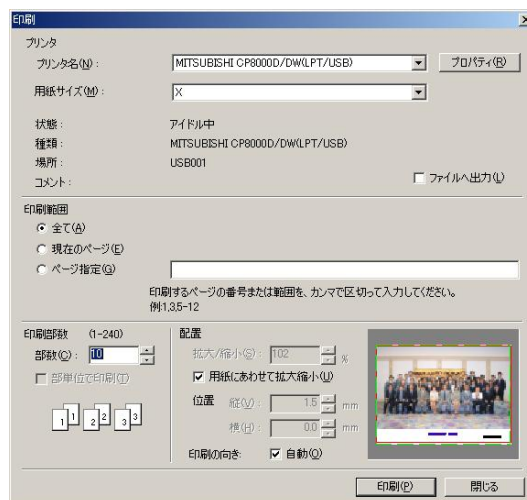 印刷
プリンタ
プリンタ名(N): MITSUBISHI CP8000D/DW(LPT/USB) プロパティ(R)
用紙サイズ(M): X
状態: アイドル中
種類: MITSUBISHI CP8000D/DW(LPT/USB)
場所: USB001
コメント: ファイルへ出力(L)
印刷範囲
全て(A)
現在のページ(E)
ページ指定(G)
印刷するページの番号または範囲を、カンマで区切って入力してください。
例:1,3,5-12
印刷部数 (1-240) 配置
部数(C): 10 拡大/縮小(S): 102 %
部単位で印刷(T) 用紙にあわせて拡大縮小(U)
位置 縦(V): 1.5 mm
1 1 2 2 3 3 横(H): 0.0 mm
印刷の向き: 自動(O)
印刷(P) 閉じる